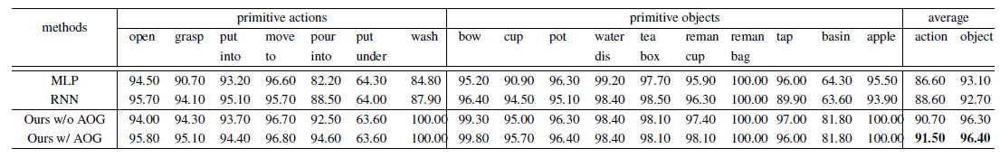 methods primitive actions primitive objects average
open grasp put into move to pour into put under wash bow cup pot water dis tea box reman cup reman bag tap basin apple action object
MLP 94.50 90.70 93.20 96.60 82.20 64.30 84.80 95.20 90.90 96.30 99.20 97.70 95.90 100.00 96.00 64.30 95.50 86.60 93.10
RNN 95.70 94.10 95.10 95.70 88.50 64.00 87.90 96.40 94.50 95.10 98.40 98.50 96.30 100.00 89.90 63.60 93.90 88.60 92.70
Ours w/o AOG 94.00 94.30 93.70 96.70 92.50 63.60 100.00 99.30 95.00 96.30 98.40 98.10 97.40 100.00 97.00 81.80 100.00 90.70 96.30
Ours w/ AOG 95.80 95.10 94.40 96.80 94.60 63.60 100.00 99.80 95.70 96.40 98.40 98.10 98.10 100.00 96.00 81.80 100.00 91.50 96.40